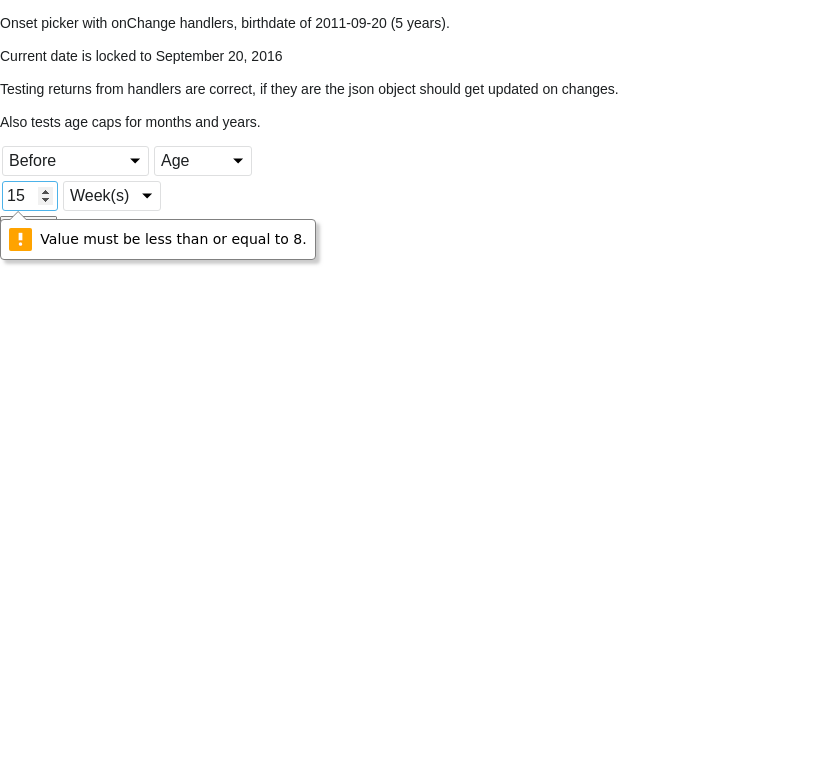 Onset picker with onChange handlers, birthdate of 2011-09-20 (5 years).
Current date is locked to September 20, 2016
Testing returns from handlers are correct, if they are the json object should get updated on changes.
Also tests age caps for months and years.
Before Age
15 Week(s)
Value must be less than or equal to 8.